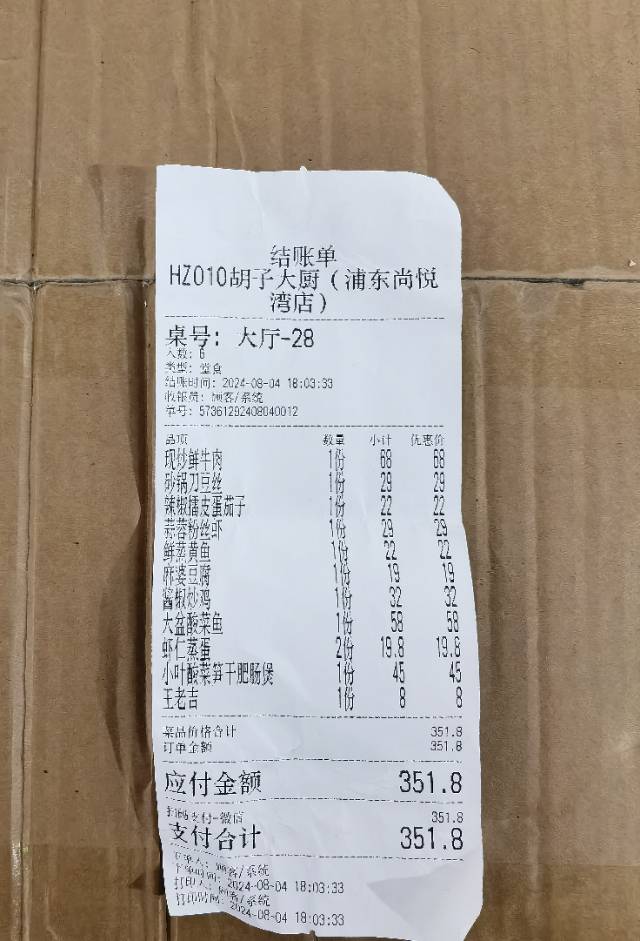 结账单
HZ010胡子大厨（浦东尚悦
湾店）
桌号: 大厅-28
人数: 6
类型: 堂食
结账时间: 2024-08-04 18:03:33
收银员: 顾客/系统
单号: 57361292408040012
品项 数量 小计 优惠价
现炒鲜牛肉 1份 68 68
砂锅刀豆丝 1份 29 29
辣椒擂皮蛋茄子 1份 22 22
蒜蓉粉丝虾 1份 29 29
鲜蒸黄鱼 1份 22 22
麻婆豆腐 1份 19 19
酱椒炒鸡 1份 32 32
大盆酸菜鱼 1份 58 58
虾仁蒸蛋 2份 19.8 19.8
小叶酸菜笋干肥肠煲 1份 45 45
王老吉 1份 8 8
菜品价格合计 351.8
订单金额 351.8
应付金额 351.8
扫码支付-微信 351.8
支付合计 351.8
下单人: 顾客/系统
下单时间: 2024-08-04 18:03:33
打印人: 顾客/系统
打印时间: 2024-08-04 18:03:33